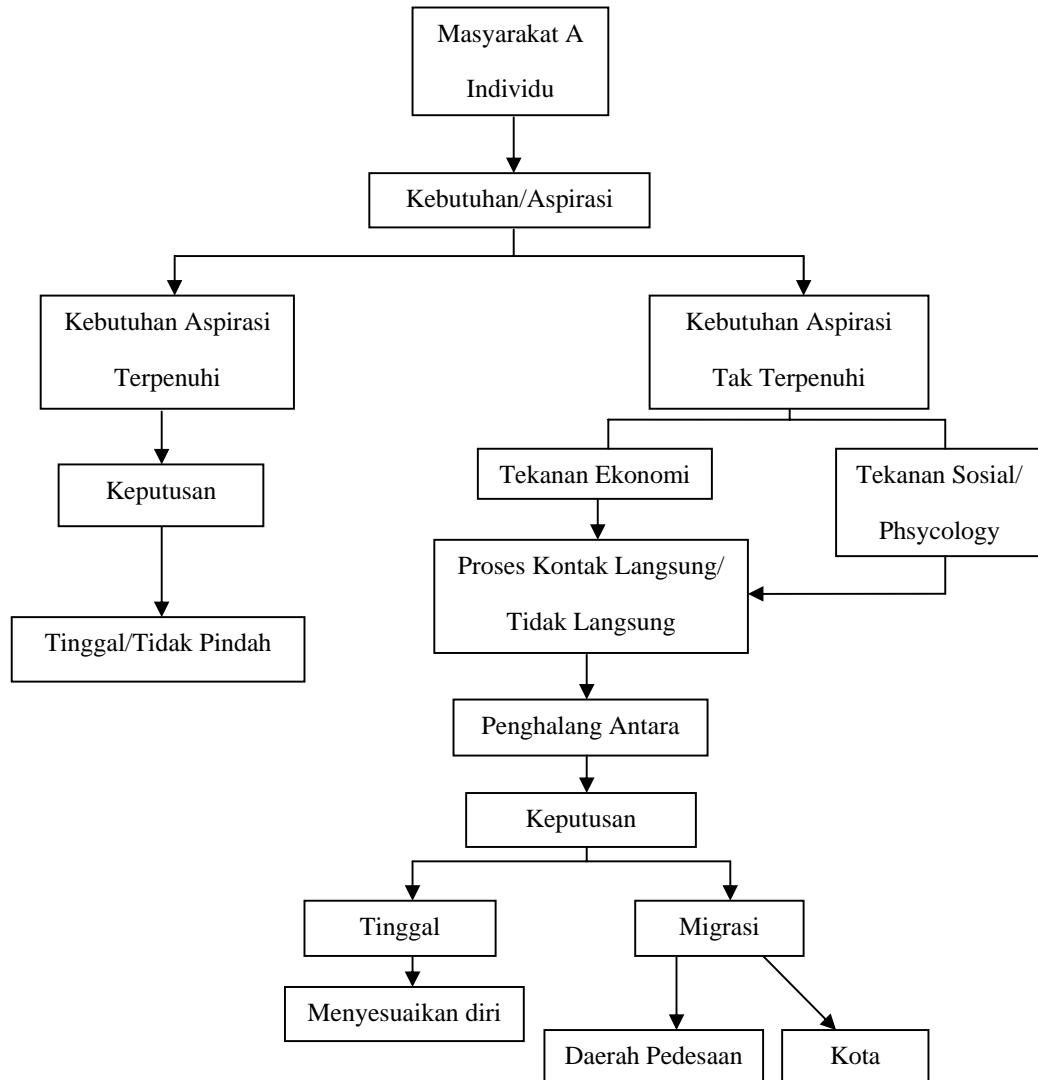 Masyarakat A
Individu
Kebutuhan/Aspirasi
Kebutuhan Aspirasi
Terpenuhi
Kebutuhan Aspirasi
Tak Terpenuhi
Keputusan
Tekanan Ekonomi
Tekanan Sosial/
Phsycology
Proses Kontak Langsung/
Tidak Langsung
Tinggal/Tidak Pindah
Penghalang Antara
Keputusan
Tinggal
Migrasi
Menyesuaikan diri
Daerah Pedesaan
Kota